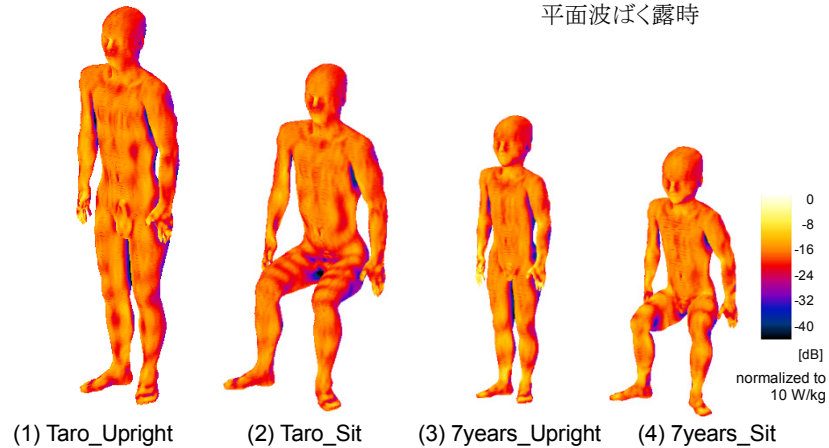 平面波ばく露時
0
-8
-16
-24
-32
-40
[dB]
normalized to
10 W/kg
(1) Taro_Upright
(2) Taro_Sit
(3) 7years_Upright
(4) 7years_Sit